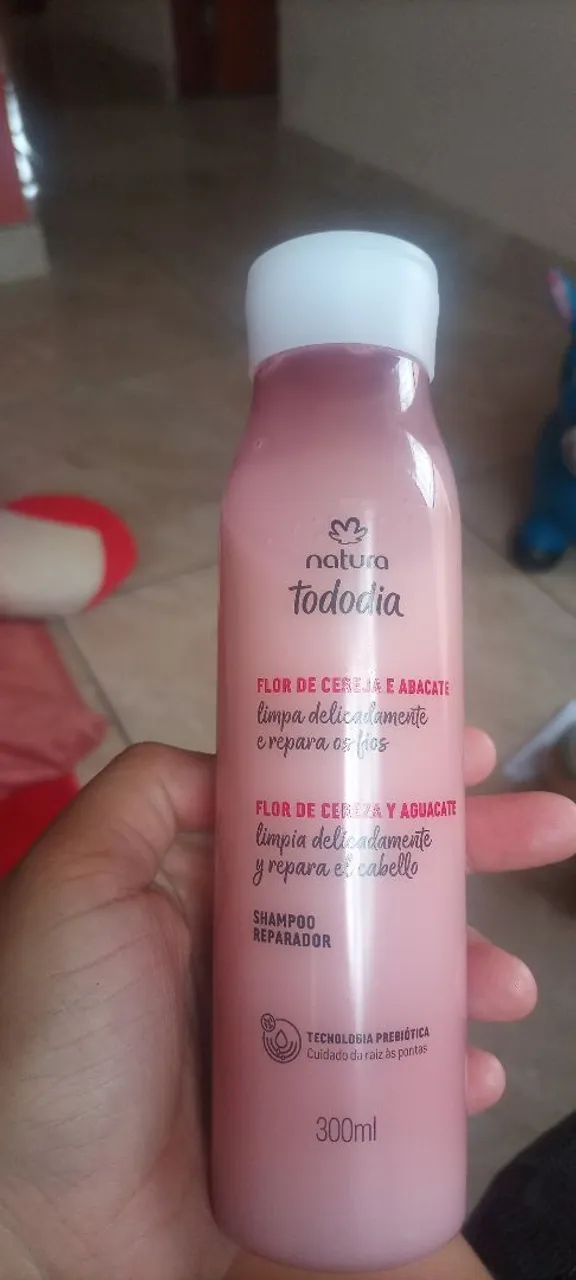 natura
tododia
FLOR DE CEREJA E ABACATE
limpa delicadamente
e repara os fios
FLOR DE CEREZA Y AGUACATE
limpia delicadamente
y repara el cabello
SHAMPOO
REPARADOR
TECNOLOGIA PREBIÓTICA
Cuidado da raiz às pontas
300ml